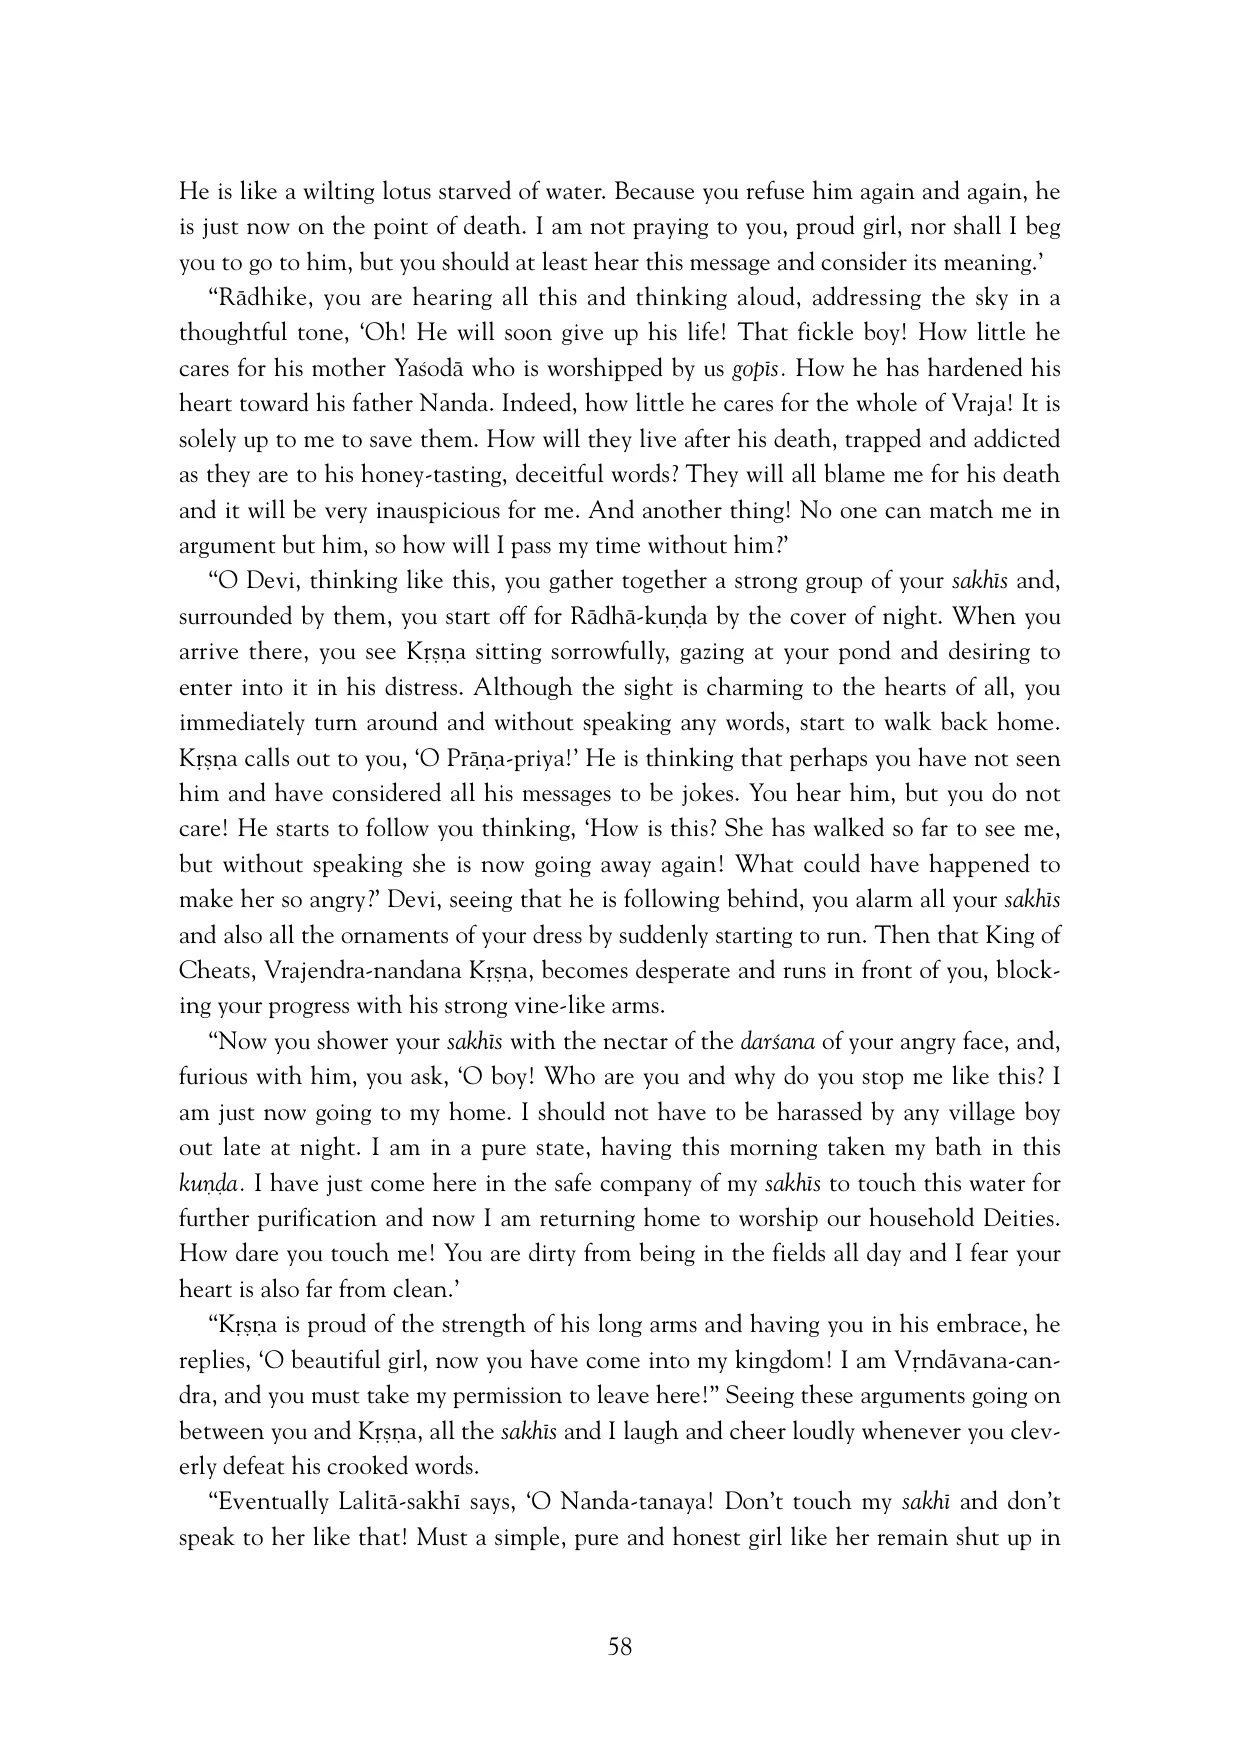 He is like a wilting lotus starved of water. Because you refuse him again and again, he
is just now on the point of death. I am not praying to you, proud girl, nor shall I beg
you to go to him, but you should at least hear this message and consider its meaning.’
“Rādhike, you are hearing all this and thinking aloud, addressing the sky in a
thoughtful tone, ‘Oh! He will soon give up his life! That fickle boy! How little he
cares for his mother Yaśodā who is worshipped by us gopīs. How he has hardened his
heart toward his father Nanda. Indeed, how little he cares for the whole of Vraja! It is
solely up to me to save them. How will they live after his death, trapped and addicted
as they are to his honey-tasting, deceitful words? They will all blame me for his death
and it will be very inauspicious for me. And another thing! No one can match me in
argument but him, so how will I pass my time without him?’
“O Devi, thinking like this, you gather together a strong group of your sakhīs and,
surrounded by them, you start off for Rādhā-kuṇḍa by the cover of night. When you
arrive there, you see Kṛṣṇa sitting sorrowfully, gazing at your pond and desiring to
enter into it in his distress. Although the sight is charming to the hearts of all, you
immediately turn around and without speaking any words, start to walk back home.
Kṛṣṇa calls out to you, ‘O Prāṇa-priya!’ He is thinking that perhaps you have not seen
him and have considered all his messages to be jokes. You hear him, but you do not
care! He starts to follow you thinking, ‘How is this? She has walked so far to see me,
but without speaking she is now going away again! What could have happened to
make her so angry?’ Devi, seeing that he is following behind, you alarm all your sakhīs
and also all the ornaments of your dress by suddenly starting to run. Then that King of
Cheats, Vrajendra-nandana Kṛṣṇa, becomes desperate and runs in front of you, block-
ing your progress with his strong vine-like arms.
“Now you shower your sakhīs with the nectar of the darśana of your angry face, and,
furious with him, you ask, ‘O boy! Who are you and why do you stop me like this? I
am just now going to my home. I should not have to be harassed by any village boy
out late at night. I am in a pure state, having this morning taken my bath in this
kuṇḍa. I have just come here in the safe company of my sakhīs to touch this water for
further purification and now I am returning home to worship our household Deities.
How dare you touch me! You are dirty from being in the fields all day and I fear your
heart is also far from clean.’
“Kṛṣṇa is proud of the strength of his long arms and having you in his embrace, he
replies, ‘O beautiful girl, now you have come into my kingdom! I am Vṛndāvana-can-
dra, and you must take my permission to leave here!” Seeing these arguments going on
between you and Kṛṣṇa, all the sakhīs and I laugh and cheer loudly whenever you clev-
erly defeat his crooked words.
“Eventually Lalitā-sakhī says, ‘O Nanda-tanaya! Don’t touch my sakhī and don’t
speak to her like that! Must a simple, pure and honest girl like her remain shut up in
58